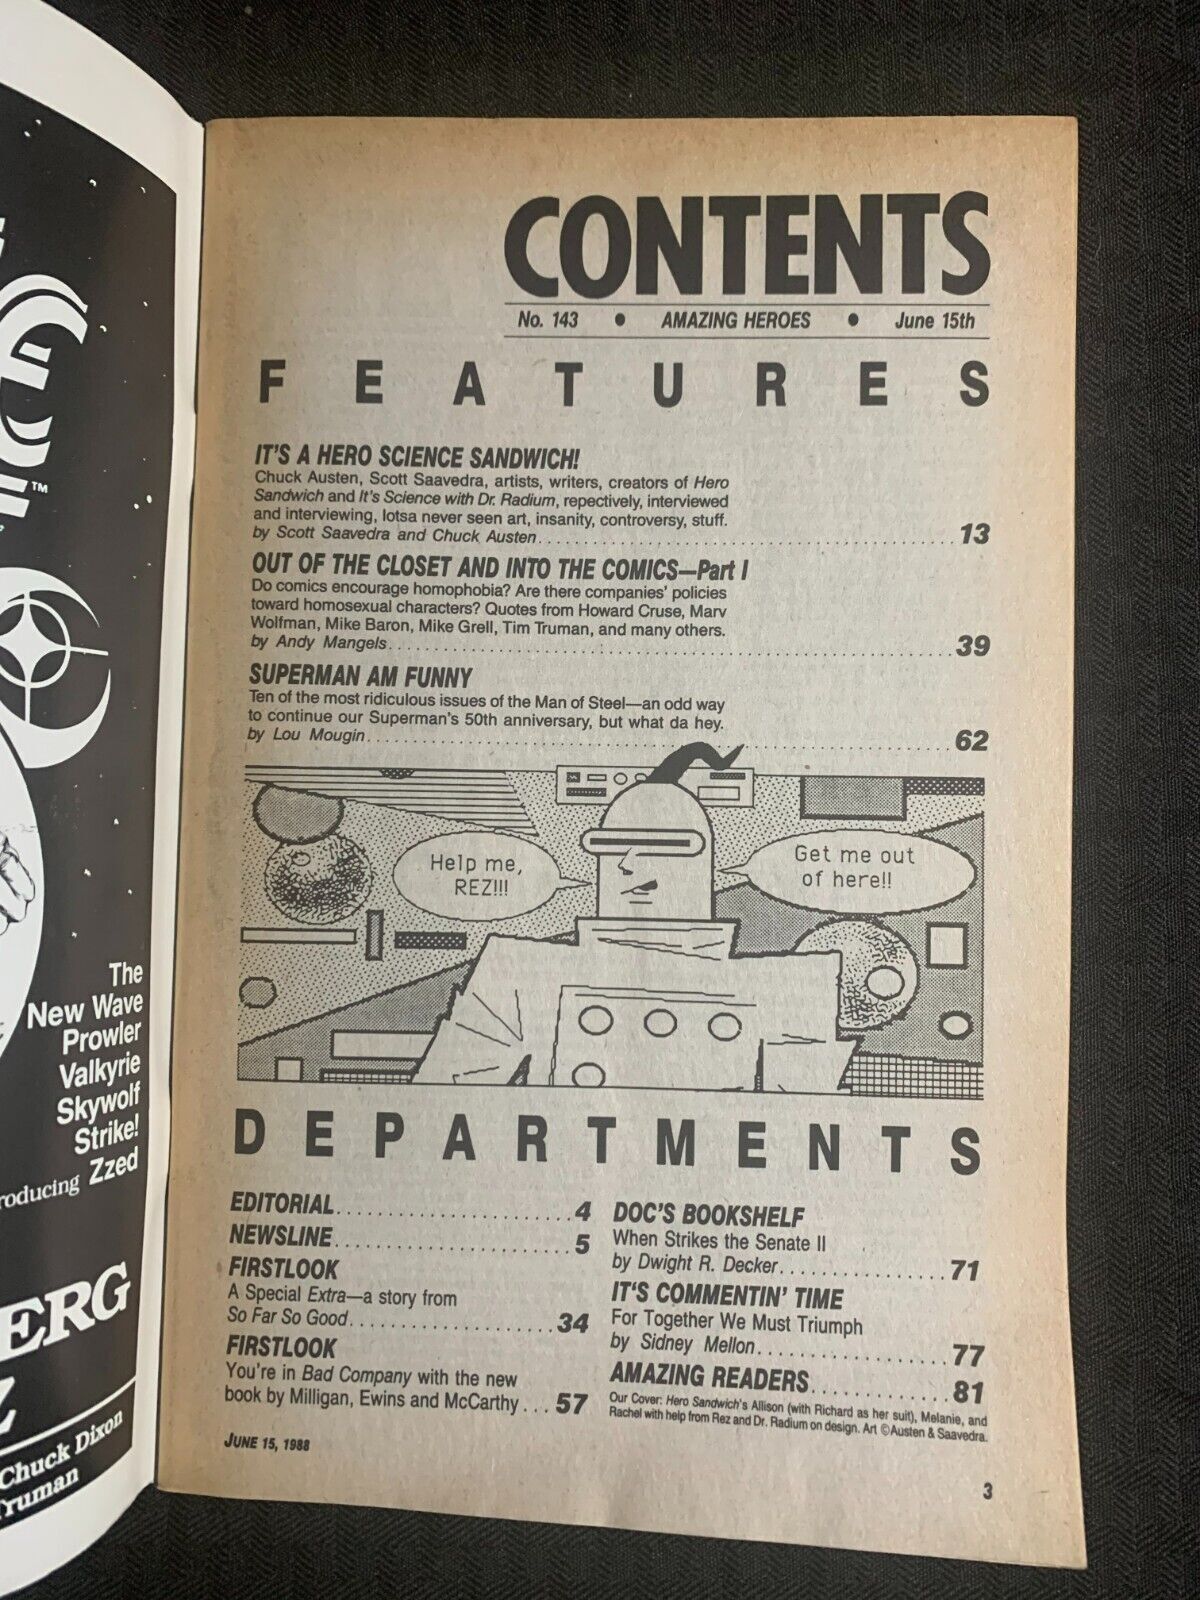 TM
The
New Wave
Prowler
Valkyrie
Skywolf
Strike!
Zzed
Chuck Dixon
CONTENTS
No. 143 • AMAZING HEROES • June 15th
FEATURES
IT'S A HERO SCIENCE SANDWICH!
Chuck Austen, Scott Saavedra, artists, writers, creators of Hero
Sandwich and It's Science with Dr. Radium, repectively, interviewed
and interviewing, lotsa never seen art, insanity, controversy, stuff.
by Scott Saavedra and Chuck Austen. . . . . . . . . . . . . . . . . . . . 13
OUT OF THE CLOSET AND INTO THE COMICS—Part I
Do comics encourage homophobia? Are there companies' policies
toward homosexual characters? Quotes from Howard Cruse, Marv
Wolfman, Mike Baron, Mike Grell, Tim Truman, and many others.
by Andy Mangels. . . . . . . . . . . . . . . . . . . . 39
SUPERMAN AM FUNNY
Ten of the most ridiculous issues of the Man of Steel—an odd way
to continue our Superman's 50th anniversary, but what da hey.
by Lou Mougin. . . . . . . . . . . . . . . . . . . . 62
Help me,
REZ!!!
Get me out
of here!!
DEPARTMENTS
EDITORIAL. . . . . . . . . . . . . . . . . . . . 4
NEWSLINE. . . . . . . . . . . . . . . . . . . . 5
FIRSTLOOK
A Special Extra—a story from
So Far So Good. . . . . . . . . . . . . . . . . . . . 34
FIRSTLOOK
You're in Bad Company with the new
book by Milligan, Ewins and McCarthy . . . 57
DOC'S BOOKSHELF
When Strikes the Senate II
by Dwight R. Decker. . . . . . . . . . . . . . . . . 71
IT'S COMMENTIN' TIME
For Together We Must Triumph
by Sidney Mellon. . . . . . . . . . . . . . . . . . . 77
AMAZING READERS. . . . . . . . . . . . . 81
Our Cover: Hero Sandwich's Allison (with Richard as her suit), Melanie, and
Rachel with help from Rez and Dr. Radium on design. Art ©Austen & Saavedra.
JUNE 15, 1988
3